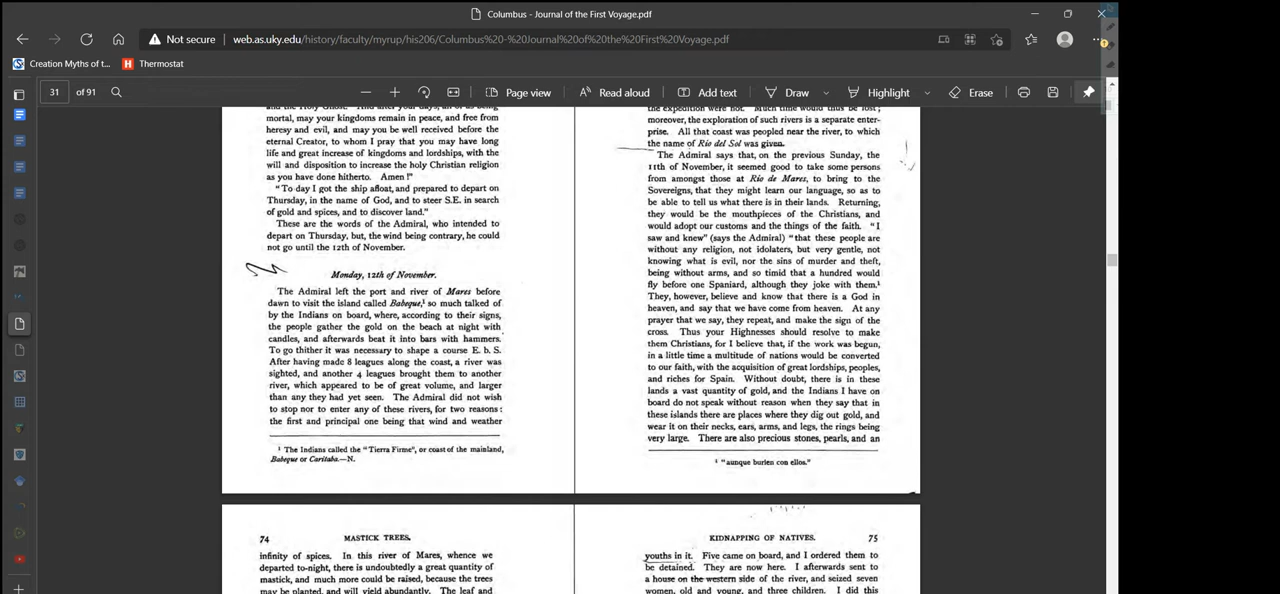 Columbus - Journal of the First Voyage.pdf
Not secure
web.as.uky.edu/history/faculty/myrup/his206/Columbus%20-%20Journal%20of%20the%20First%20Voyage.pdf
Creation Myths of t...
Thermostat
31 of 91
Page view
Read aloud
Add text
Draw
Highlight
Erase
mortal, may your kingdoms remain in peace, and free from
heresy and evil, and may you be well received before the
eternal Creator, to whom I pray that you may have long
life and great increase of kingdoms and lordships, with the
will and disposition to increase the holy Christian religion
as you have done hitherto. Amen !"
"To-day I got the ship afloat, and prepared to depart on
Thursday, in the name of God, and to steer S.E. in search
of gold and spices, and to discover land."
These are the words of the Admiral, who intended to
depart on Thursday, but, the wind being contrary, he could
not go until the 12th of November.
Monday, 12th of November.
The Admiral left the port and river of Mares before
dawn to visit the island called Babeque,¹ so much talked of
by the Indians on board, where, according to their signs,
the people gather the gold on the beach at night with
candles, and afterwards beat it into bars with hammers.
To go thither it was necessary to shape a course E. b. S.
After having made 8 leagues along the coast, a river was
sighted, and another 4 leagues brought them to another
river, which appeared to be of great volume, and larger
than any they had yet seen. The Admiral did not wish
to stop nor to enter any of these rivers, for two reasons :
the first and principal one being that wind and weather
¹ The Indians called the "Tierra Firme", or coast of the mainland,
Babeque or Caritaba.—N.
the expedition were not. Much time would thus be lost ;
moreover, the exploration of such rivers is a separate enter-
prise. All that coast was peopled near the river, to which
the name of Rio del Sol was given.
The Admiral says that, on the previous Sunday, the
11th of November, it seemed good to take some persons
from amongst those at Rio de Mares, to bring to the
Sovereigns, that they might learn our language, so as to
be able to tell us what there is in their lands. Returning,
they would be the mouthpieces of the Christians, and
would adopt our customs and the things of the faith. "I
saw and knew" (says the Admiral) "that these people are
without any religion, not idolaters, but very gentle, not
knowing what is evil, nor the sins of murder and theft,
being without arms, and so timid that a hundred would
fly before one Spaniard, although they joke with them.¹
They, however, believe and know that there is a God in
heaven, and say that we have come from heaven. At any
prayer that we say, they repeat, and make the sign of the
cross. Thus your Highnesses should resolve to make
them Christians, for I believe that, if the work was begun,
in a little time a multitude of nations would be converted
to our faith, with the acquisition of great lordships, peoples,
and riches for Spain. Without doubt, there is in these
lands a vast quantity of gold, and the Indians I have on
board do not speak without reason when they say that in
these islands there are places where they dig out gold, and
wear it on their necks, ears, arms, and legs, the rings being
very large. There are also precious stones, pearls, and an
¹ "aunque burlen con ellos."
74 MASTICK TREES.
infinity of spices. In this river of Mares, whence we
departed to-night, there is undoubtedly a great quantity of
mastick, and much more could be raised, because the trees
may be planted, and will yield abundantly. The leaf and
KIDNAPPING OF NATIVES. 75
youths in it. Five came on board, and I ordered them to
be detained. They are now here. I afterwards sent to
a house on the western side of the river, and seized seven
women, old and young, and three children. I did this